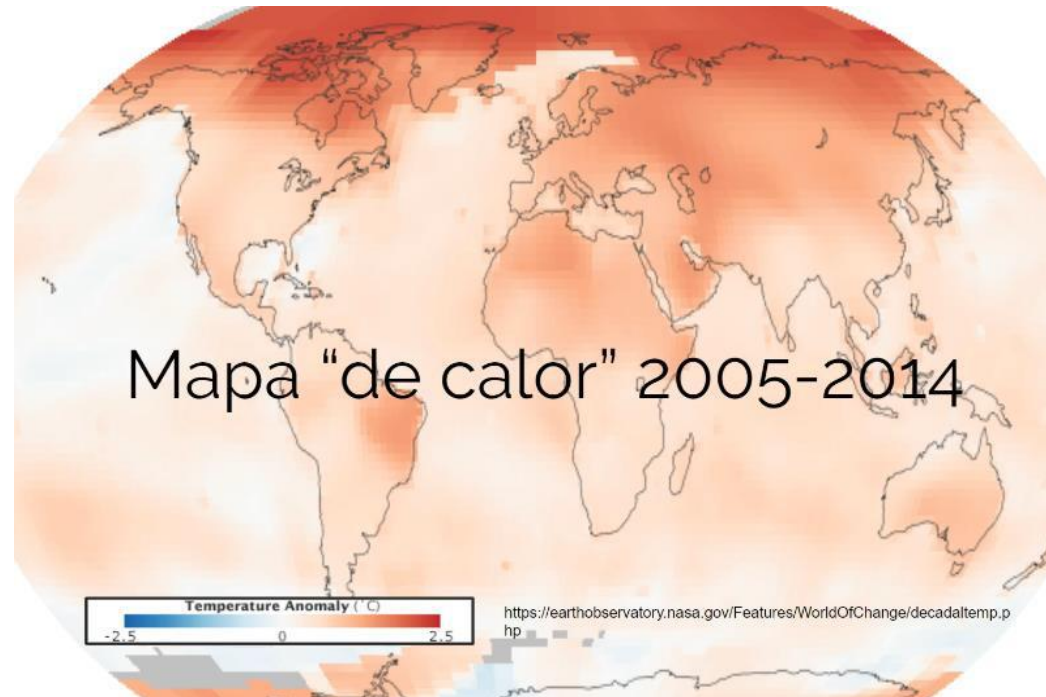 Mapa “de calor” 2005-2014
Temperature Anomaly (°C)
-2.5 0 2.5
https://earthobservatory.nasa.gov/Features/WorldOfChange/decadaltemp.p
hp